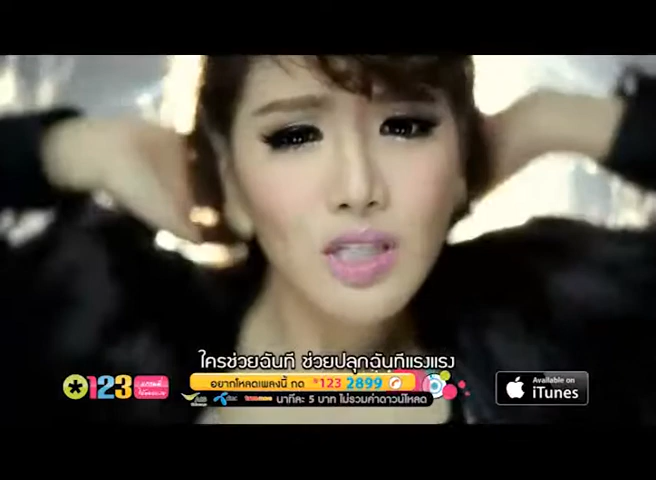 ใครช่วยฉันที ช่วยปลุกฉันทีแรงแรง
*123
อยากโหลดเพลงนี้ กด *123 2899
dtac
นาทีละ 5 บาท ไม่รวมค่าดาวน์โหลด
Available on
iTunes